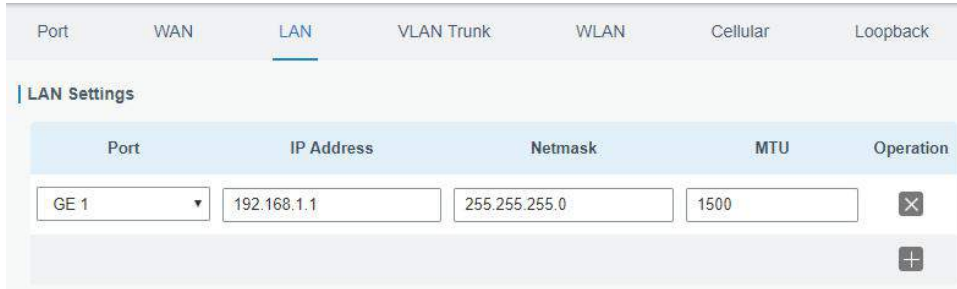 Port WAN LAN VLAN Trunk WLAN Cellular Loopback
LAN Settings
Port IP Address Netmask MTU Operation
GE 1 192.168.1.1 255.255.255.0 1500